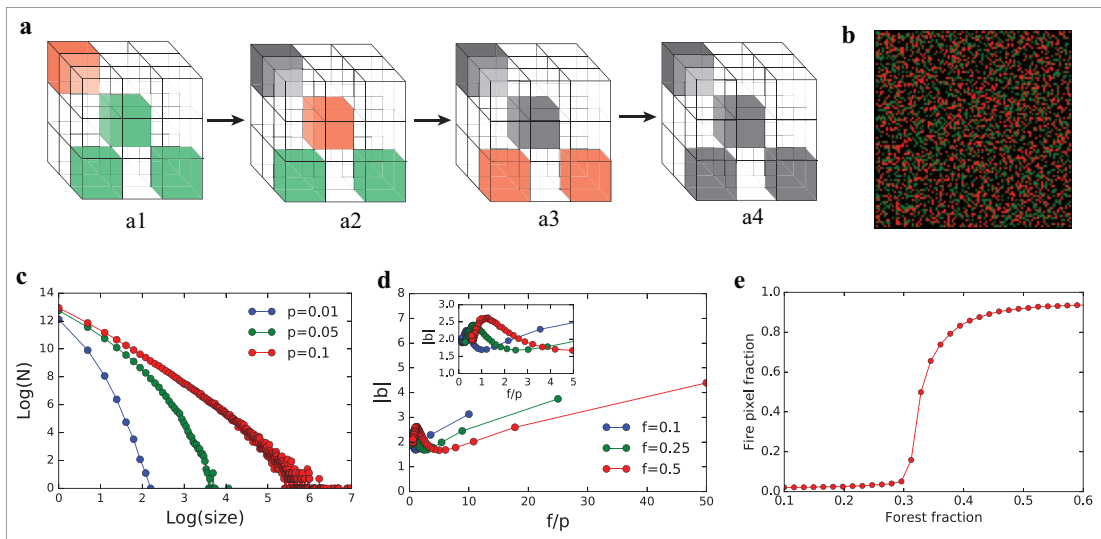 a
a1
a2
a3
a4
b
c
Log(N)
14
12
10
8
6
4
2
0
p=0.01
p=0.05
p=0.1
0 1 2 3 4 5 6 7
Log(size)
d
|b|
8
7
6
5
4
3
2
1
0
|b|
3.0
2.5
2.0
1.5
1.0
0 1 2 3 4 5
f/p
f=0.1
f=0.25
f=0.5
0 10 20 30 40 50
f/p
e
Fire pixel fraction
1.0
0.8
0.6
0.4
0.2
0.0
0.1 0.2 0.3 0.4 0.5 0.6
Forest fraction